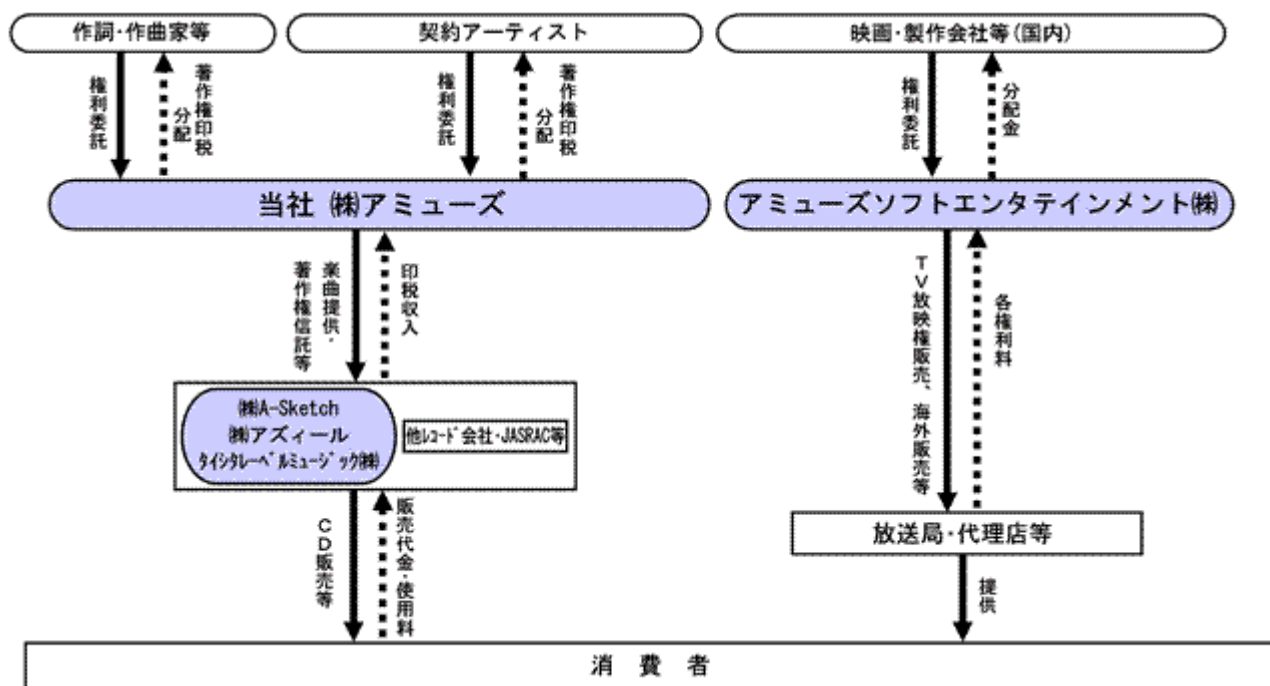 作詞・作曲家等
契約アーティスト
映画・製作会社等(国内)
権利委託
著作権印税
分配
権利委託
著作権印税
分配
権利委託
分配金
当社 ㈱アミューズ
アミューズソフトエンタテインメント㈱
楽曲提供・
著作権信託等
印税収入
TV放映権販売、海外販売等
各権利料
㈱A-Sketch
㈱アズィール
タイシタレーベルミュージック㈱
他レコード会社・JASRAC等
放送局・代理店等
CD販売等
販売代金・使用料
提供
消 費 者